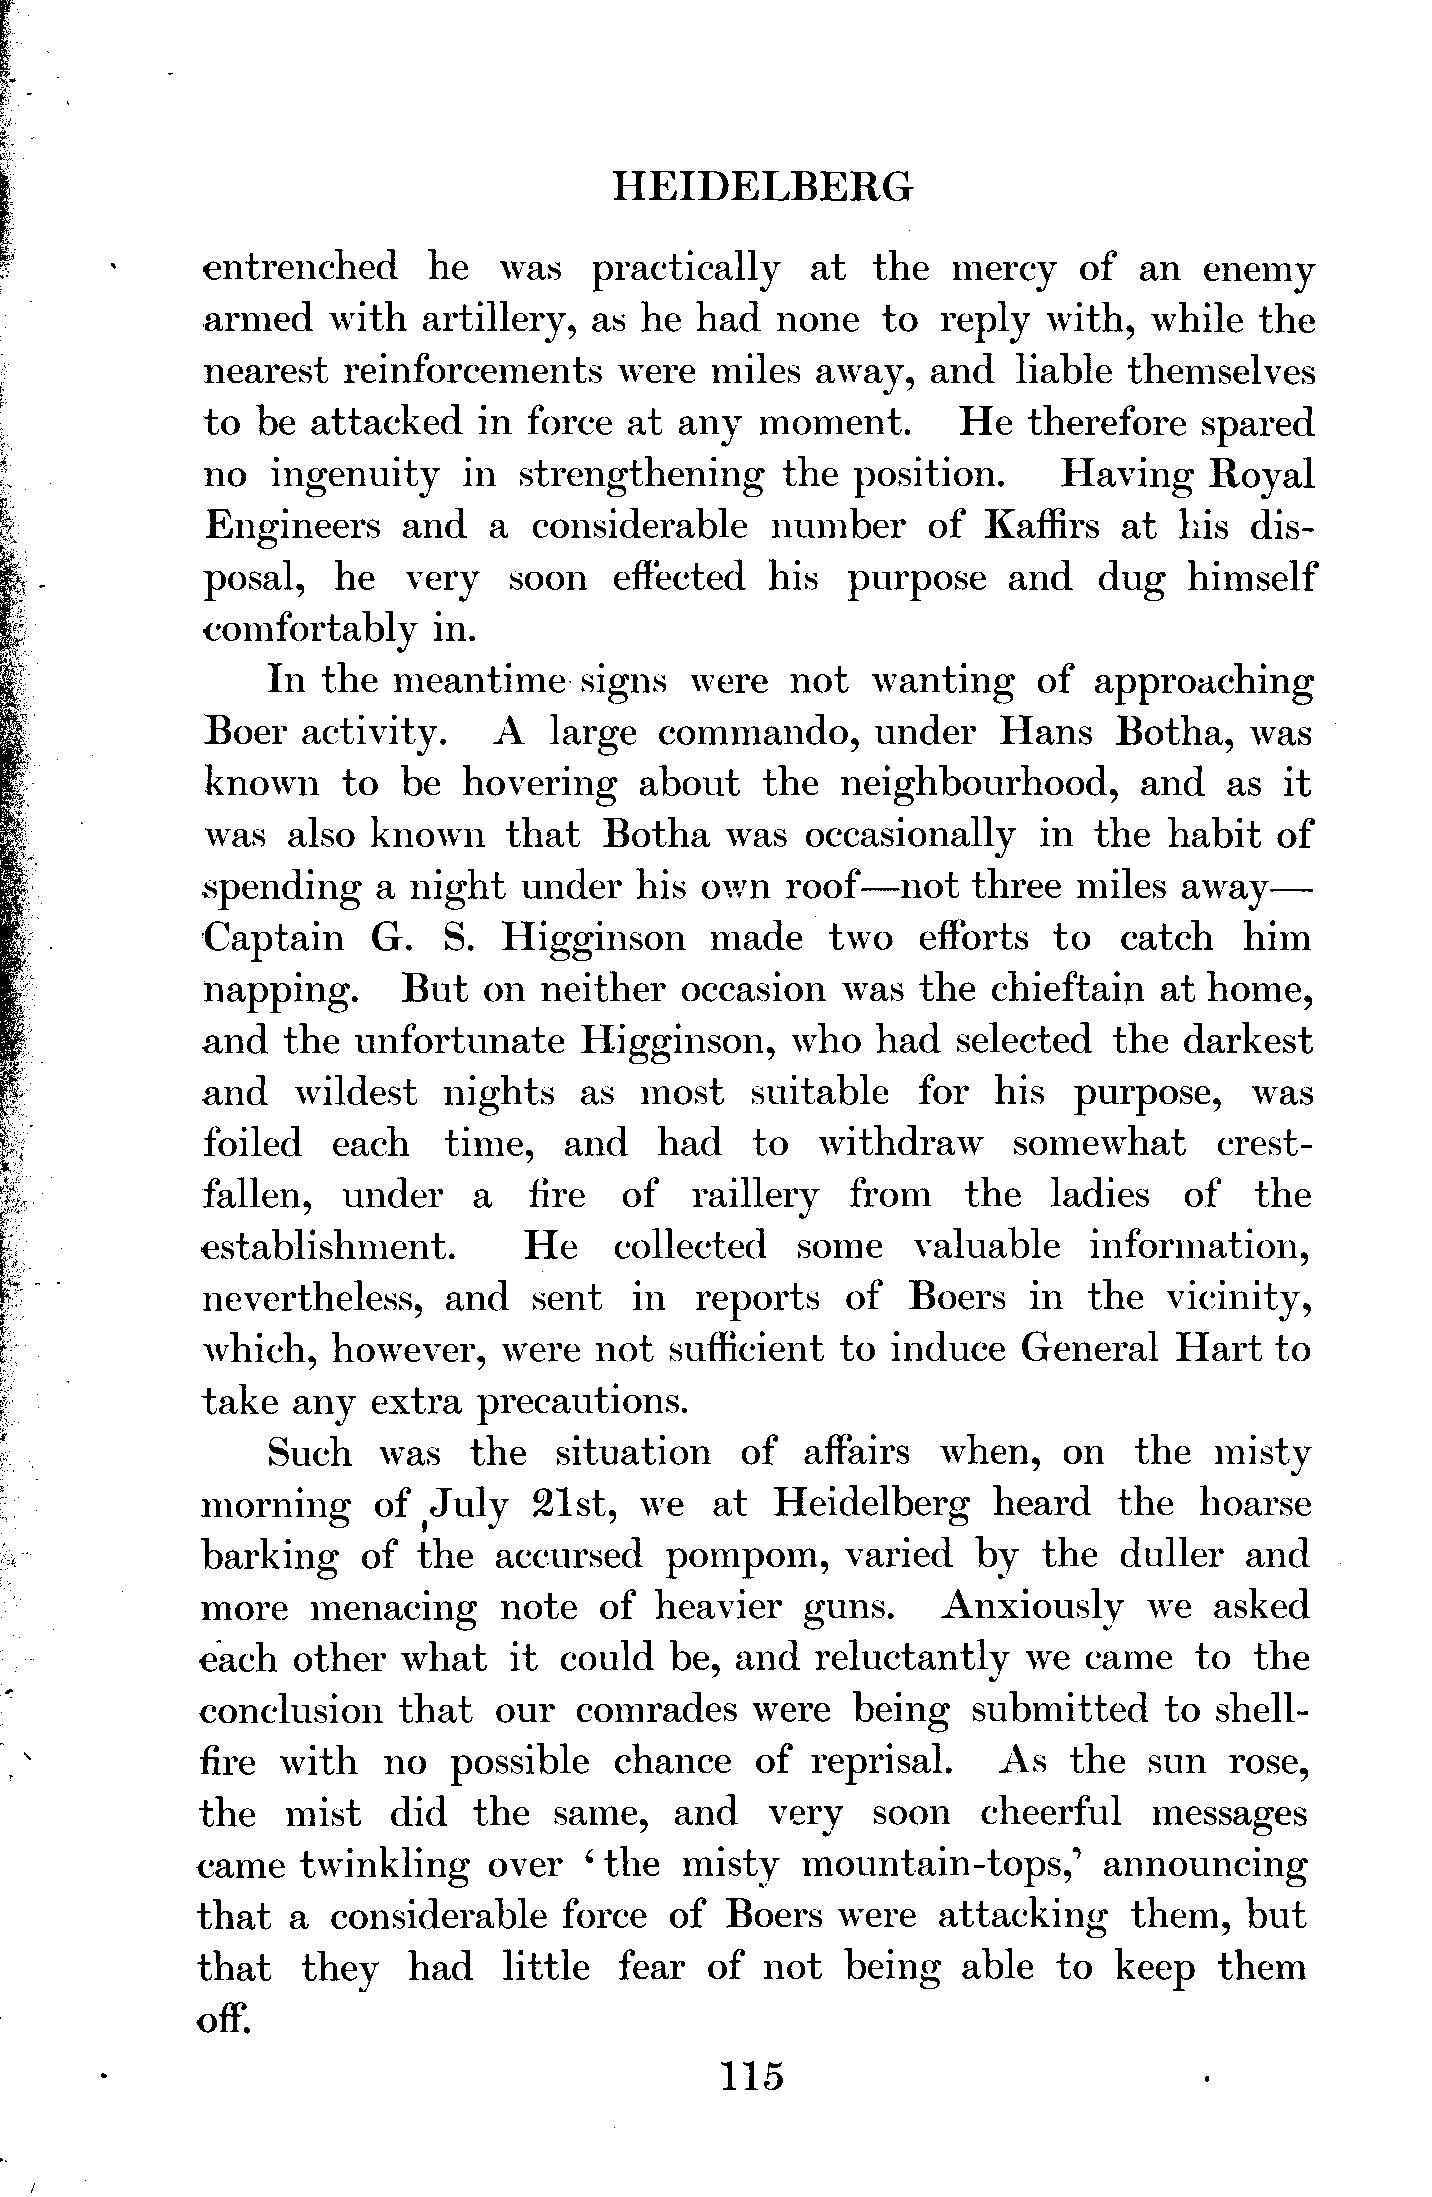 HEIDELBERG
entrenched he was practically at the mercy of an enemy
armed with artillery, as he had none to reply with, while the
nearest reinforcements were miles away, and liable themselves
to be attacked in force at any moment. He therefore spared
no ingenuity in strengthening the position. Having Royal
Engineers and a considerable number of Kaffirs at his dis-
posal, he very soon effected his purpose and dug himself
comfortably in.
In the meantime signs were not wanting of approaching
Boer activity. A large commando, under Hans Botha, was
known to be hovering about the neighbourhood, and as it
was also known that Botha was occasionally in the habit of
spending a night under his own roof—not three miles away—
Captain G. S. Higginson made two efforts to catch him
napping. But on neither occasion was the chieftain at home,
and the unfortunate Higginson, who had selected the darkest
and wildest nights as most suitable for his purpose, was
foiled each time, and had to withdraw somewhat crest-
fallen, under a fire of raillery from the ladies of the
establishment. He collected some valuable information,
nevertheless, and sent in reports of Boers in the vicinity,
which, however, were not sufficient to induce General Hart to
take any extra precautions.
Such was the situation of affairs when, on the misty
morning of July 21st, we at Heidelberg heard the hoarse
barking of the accursed pompom, varied by the duller and
more menacing note of heavier guns. Anxiously we asked
each other what it could be, and reluctantly we came to the
conclusion that our comrades were being submitted to shell-
fire with no possible chance of reprisal. As the sun rose,
the mist did the same, and very soon cheerful messages
came twinkling over ‘the misty mountain-tops,’ announcing
that a considerable force of Boers were attacking them, but
that they had little fear of not being able to keep them
off.
115